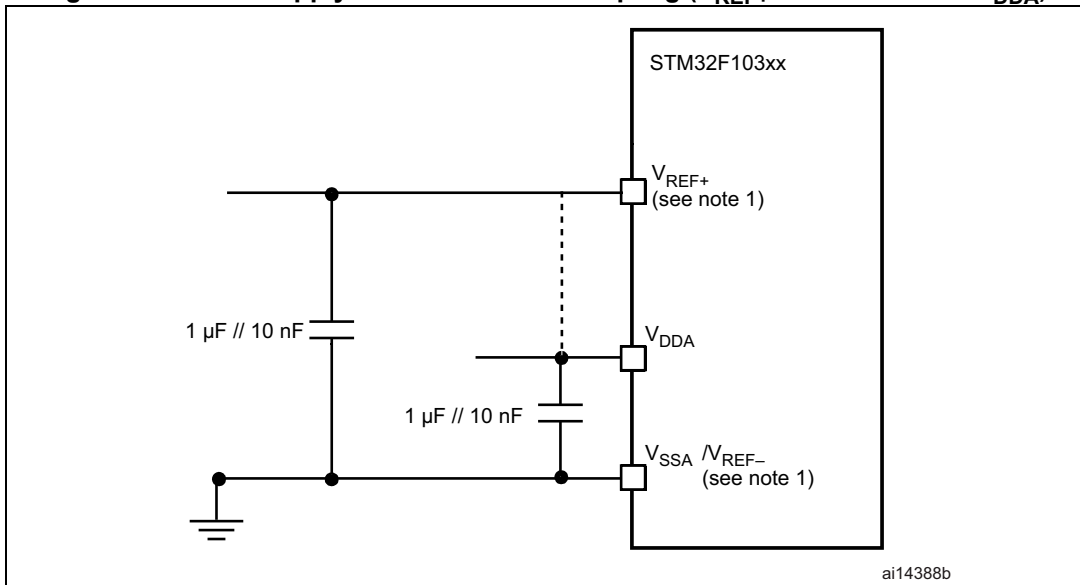 STM32F103xx
VREF+
(see note 1)
1 µF // 10 nF
VDDA
1 µF // 10 nF
VSSA /VREF–
(see note 1)
ai14388b